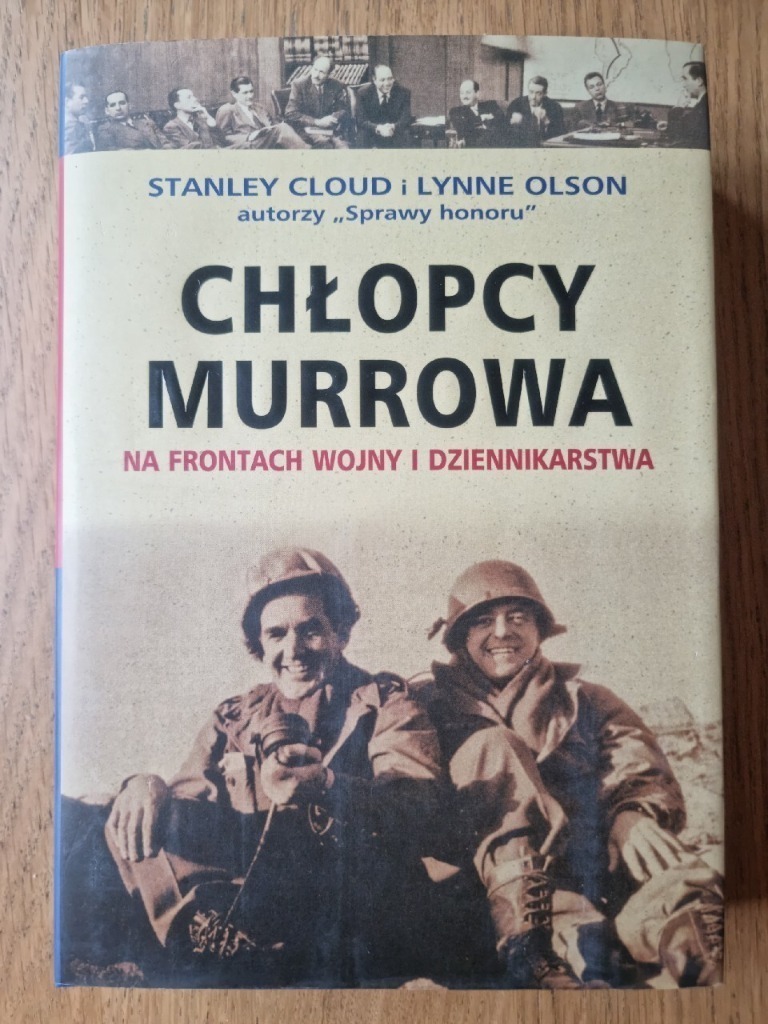 STANLEY CLOUD i LYNNE OLSON
autorzy „Sprawy honoru”
CHŁOPCY
MURROWA
NA FRONTACH WOJNY I DZIENNIKARSTWA